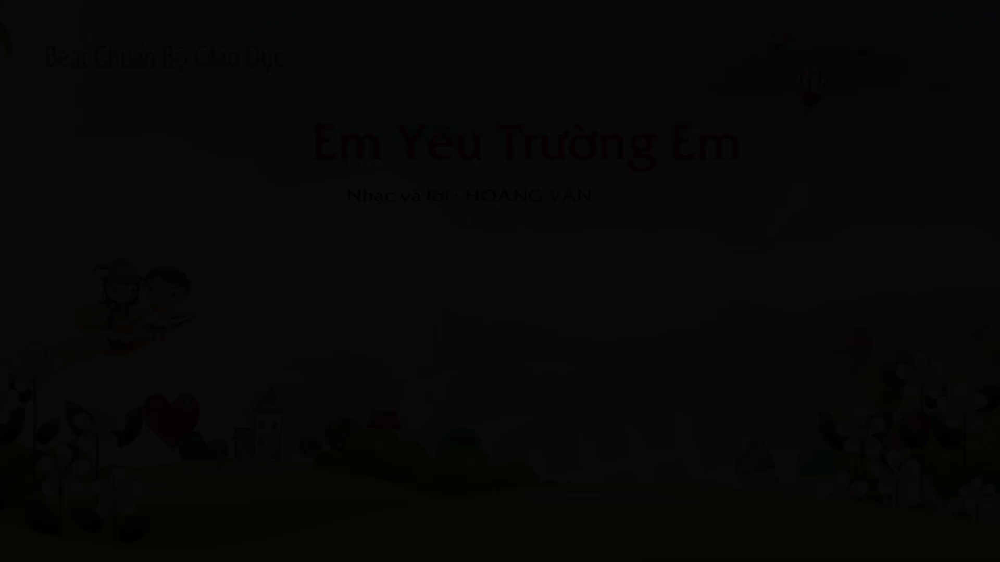 Beat Chuẩn Bộ Giáo Dục
Em Yêu Trường Em
Nhạc và lời : HOÀNG VÂN